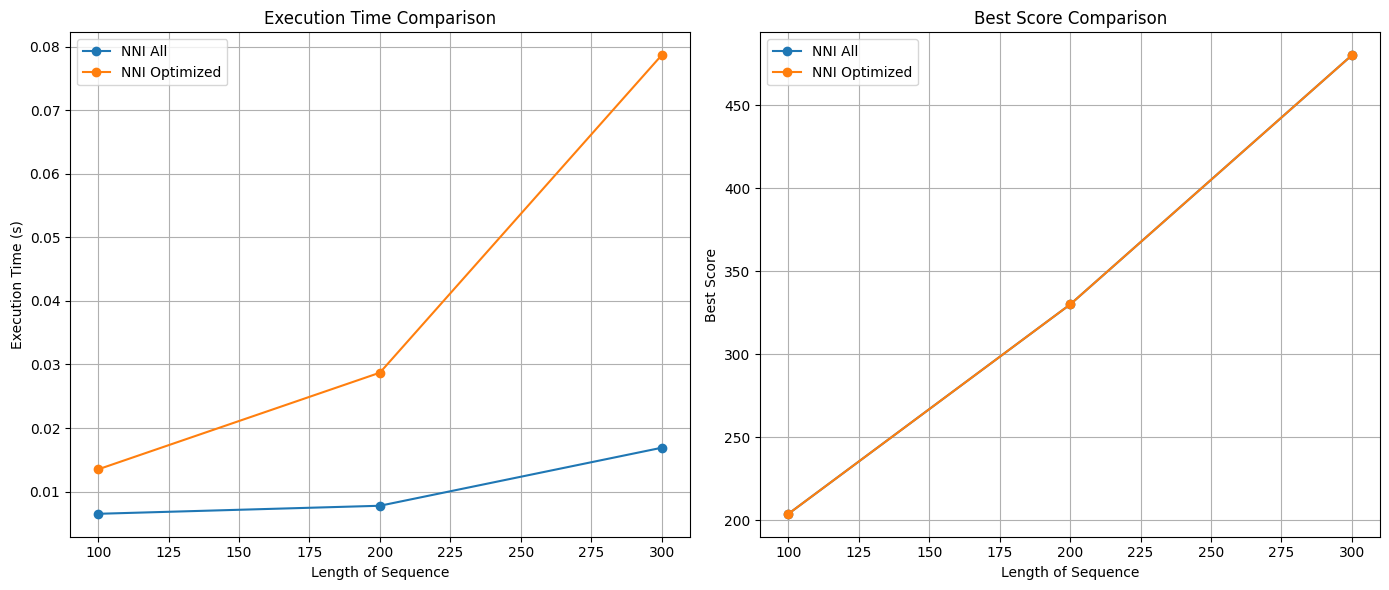 Execution Time Comparison
NNI All
NNI Optimized
0.08
0.07
0.06
0.05
0.04
0.03
0.02
0.01
Execution Time (s)
100 125 150 175 200 225 250 275 300
Length of Sequence
Best Score Comparison
NNI All
NNI Optimized
450
400
350
300
250
200
Best Score
100 125 150 175 200 225 250 275 300
Length of Sequence